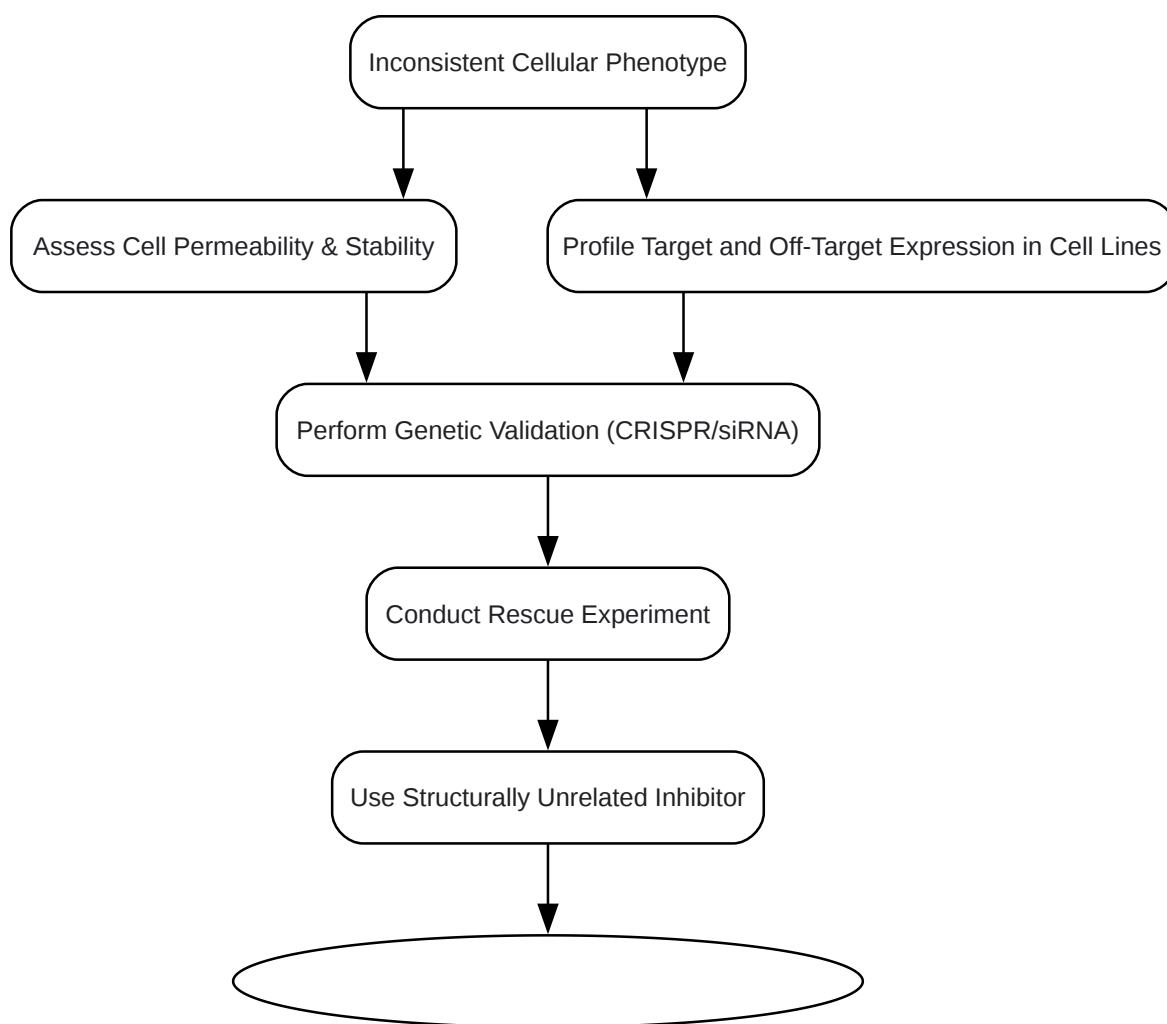 Inconsistent Cellular Phenotype
Assess Cell Permeability & Stability
Profile Target and Off-Target Expression in Cell Lines
Perform Genetic Validation (CRISPR/siRNA)
Conduct Rescue Experiment
Use Structurally Unrelated Inhibitor